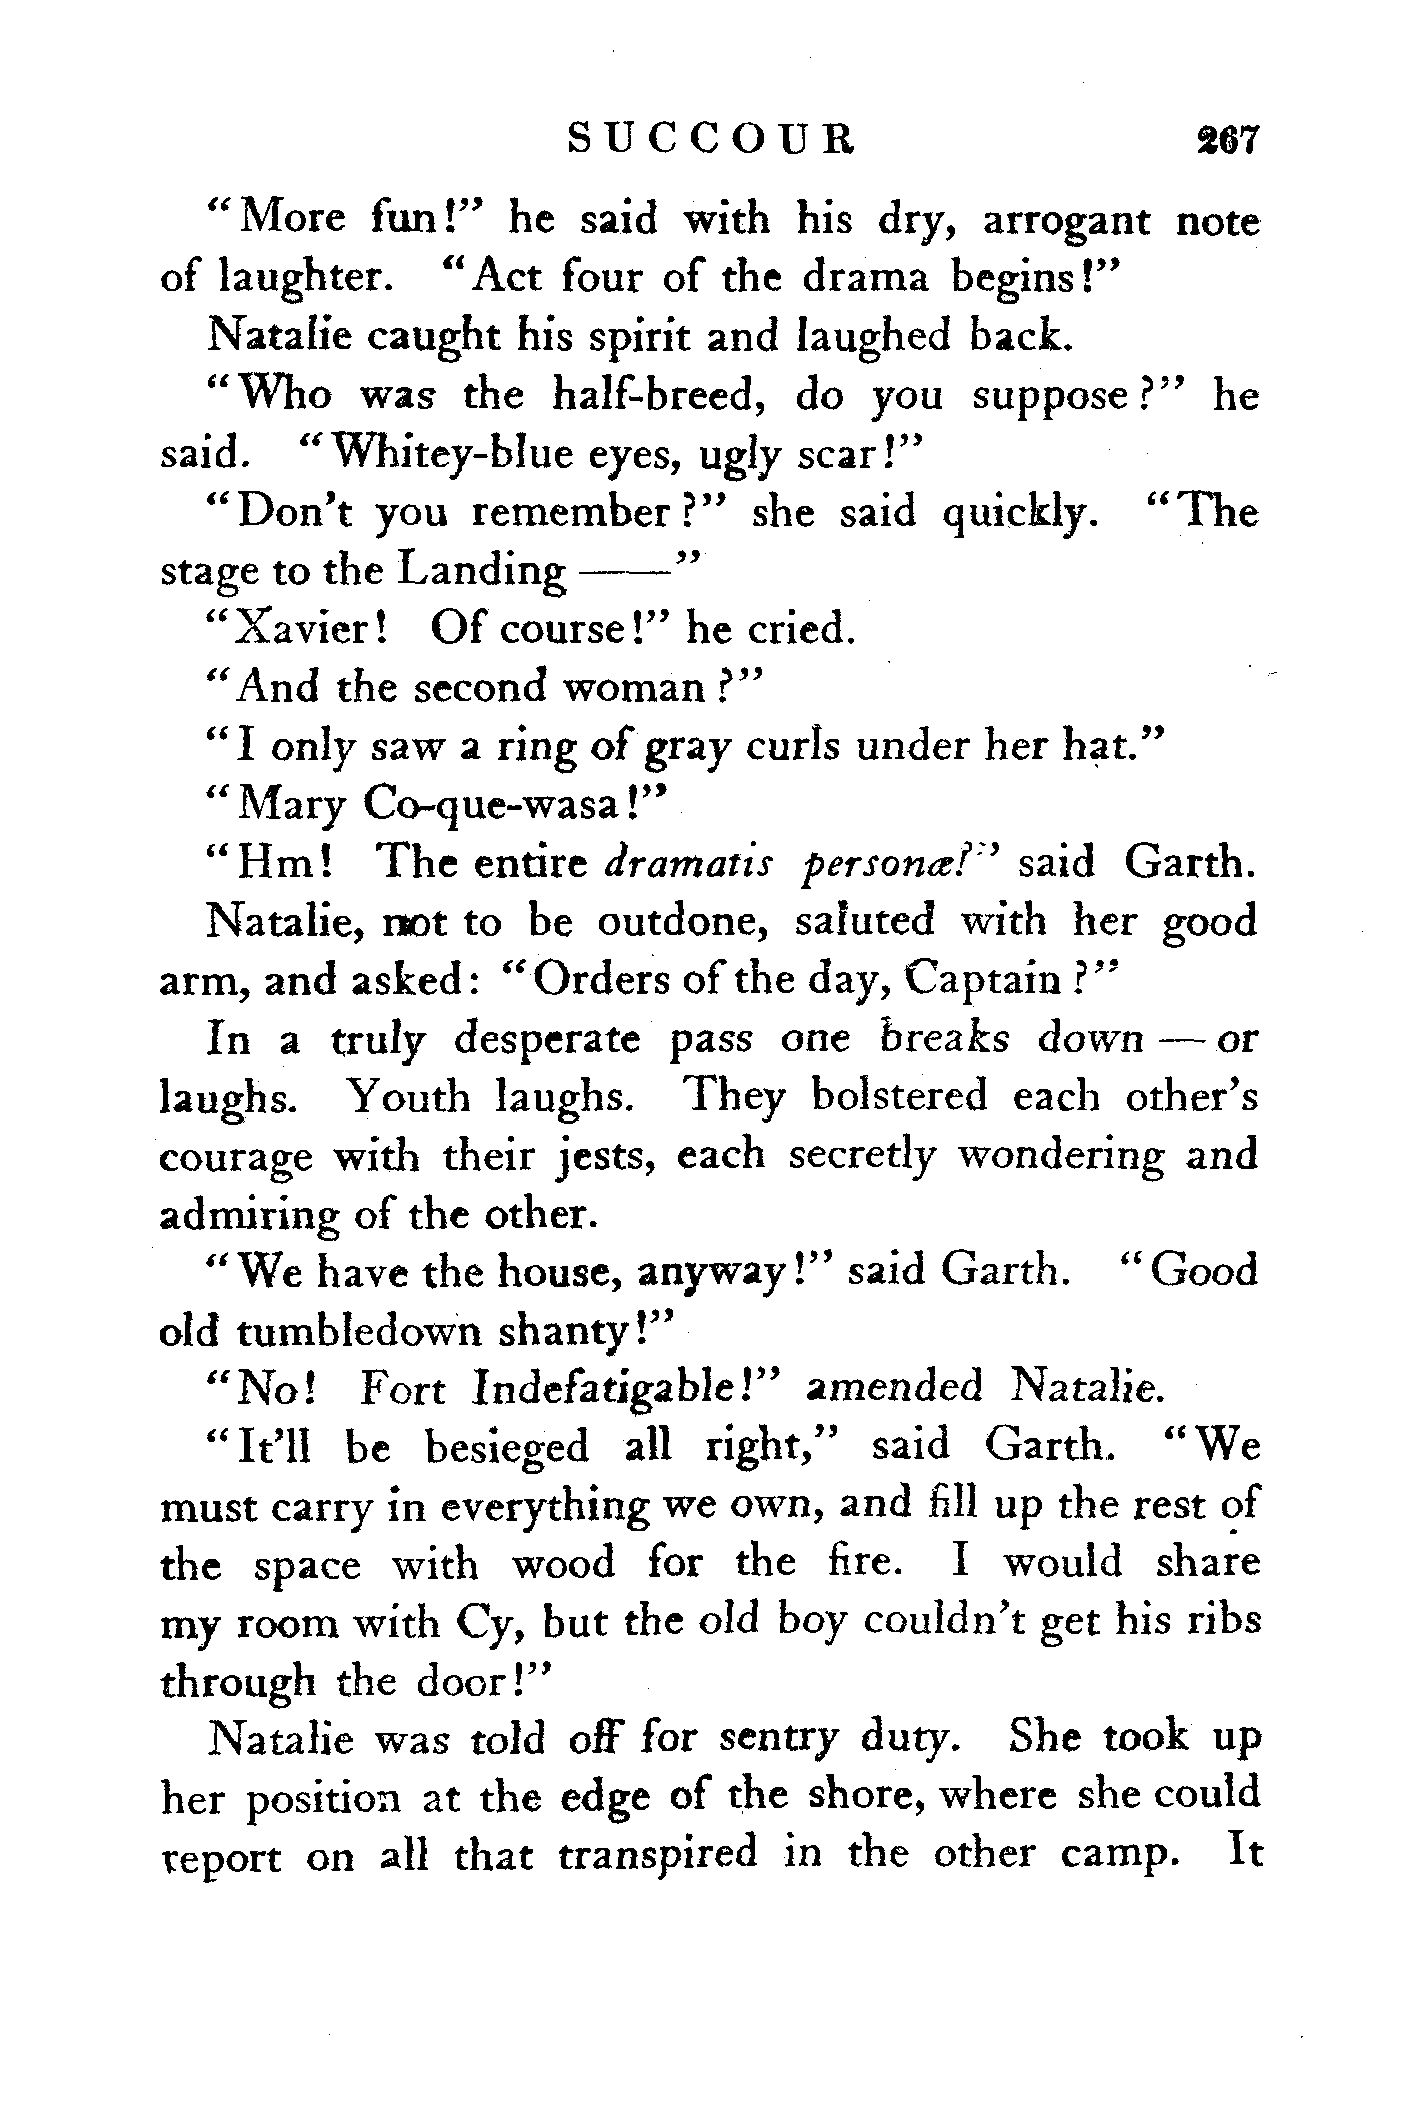 SUCCOUR 267
"More fun!" he said with his dry, arrogant note
of laughter. "Act four of the drama begins!"
Natalie caught his spirit and laughed back.
"Who was the half-breed, do you suppose?" he
said. "Whitey-blue eyes, ugly scar!"
"Don't you remember?" she said quickly. "The
stage to the Landing ——"
"Xavier! Of course!" he cried.
"And the second woman?"
"I only saw a ring of gray curls under her hat."
"Mary Co-que-wasa!"
"Hm! The entire dramatis personæ!" said Garth.
Natalie, not to be outdone, saluted with her good
arm, and asked: "Orders of the day, Captain?"
In a truly desperate pass one breaks down — or
laughs. Youth laughs. They bolstered each other's
courage with their jests, each secretly wondering and
admiring of the other.
"We have the house, anyway!" said Garth. "Good
old tumbledown shanty!"
"No! Fort Indefatigable!" amended Natalie.
"It'll be besieged all right," said Garth. "We
must carry in everything we own, and fill up the rest of
the space with wood for the fire. I would share
my room with Cy, but the old boy couldn't get his ribs
through the door!"
Natalie was told off for sentry duty. She took up
her position at the edge of the shore, where she could
report on all that transpired in the other camp. It